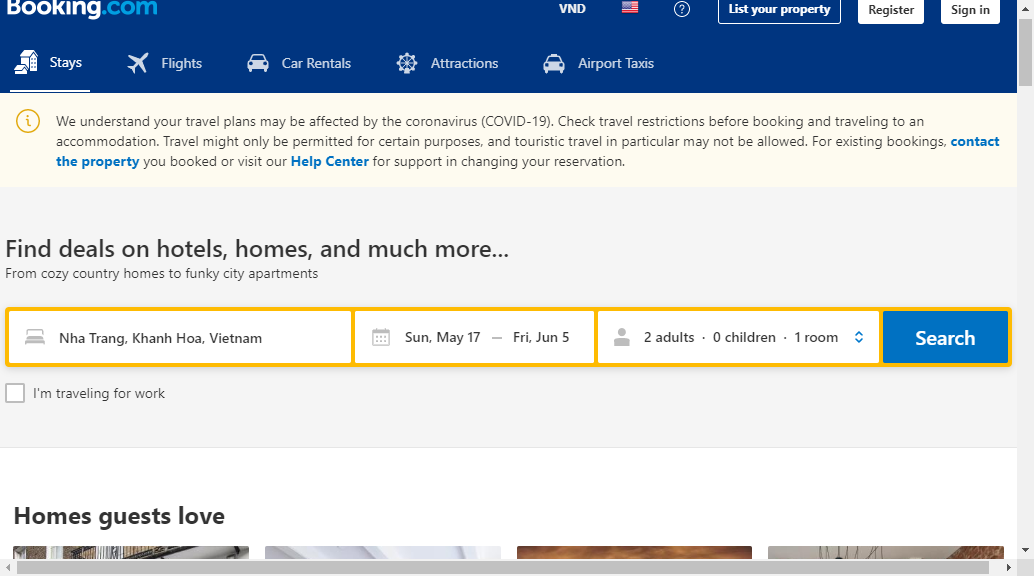 Booking.com
VND
List your property
Register
Sign in
Stays
Flights
Car Rentals
Attractions
Airport Taxis
We understand your travel plans may be affected by the coronavirus (COVID-19). Check travel restrictions before booking and traveling to an
accommodation. Travel might only be permitted for certain purposes, and touristic travel in particular may not be allowed. For existing bookings, contact
the property you booked or visit our Help Center for support in changing your reservation.
Find deals on hotels, homes, and much more...
From cozy country homes to funky city apartments
Nha Trang, Khanh Hoa, Vietnam
Sun, May 17 — Fri, Jun 5
2 adults · 0 children · 1 room
Search
I'm traveling for work
Homes guests love